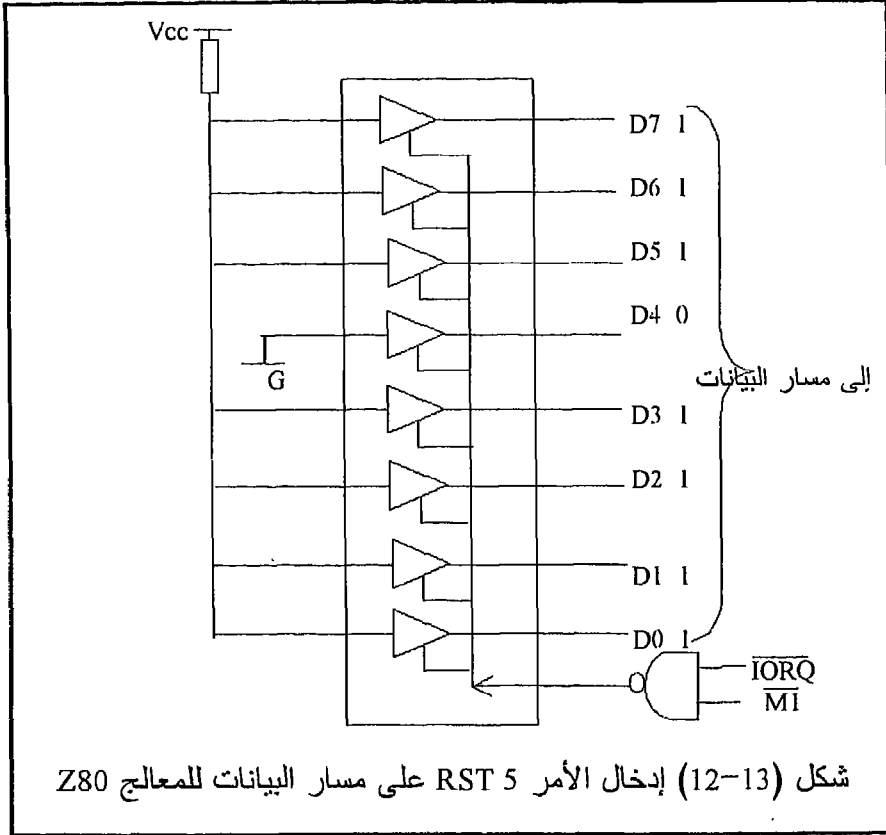 Vcc
D7 1
D6 1
D5 1
D4 0
G
إلى مسار البيانات
D3 1
D2 1
D1 1
D0 1
IORQ
M1
شكل (12-13) إدخال الأمر RST 5 على مسار البيانات للمعالج Z80